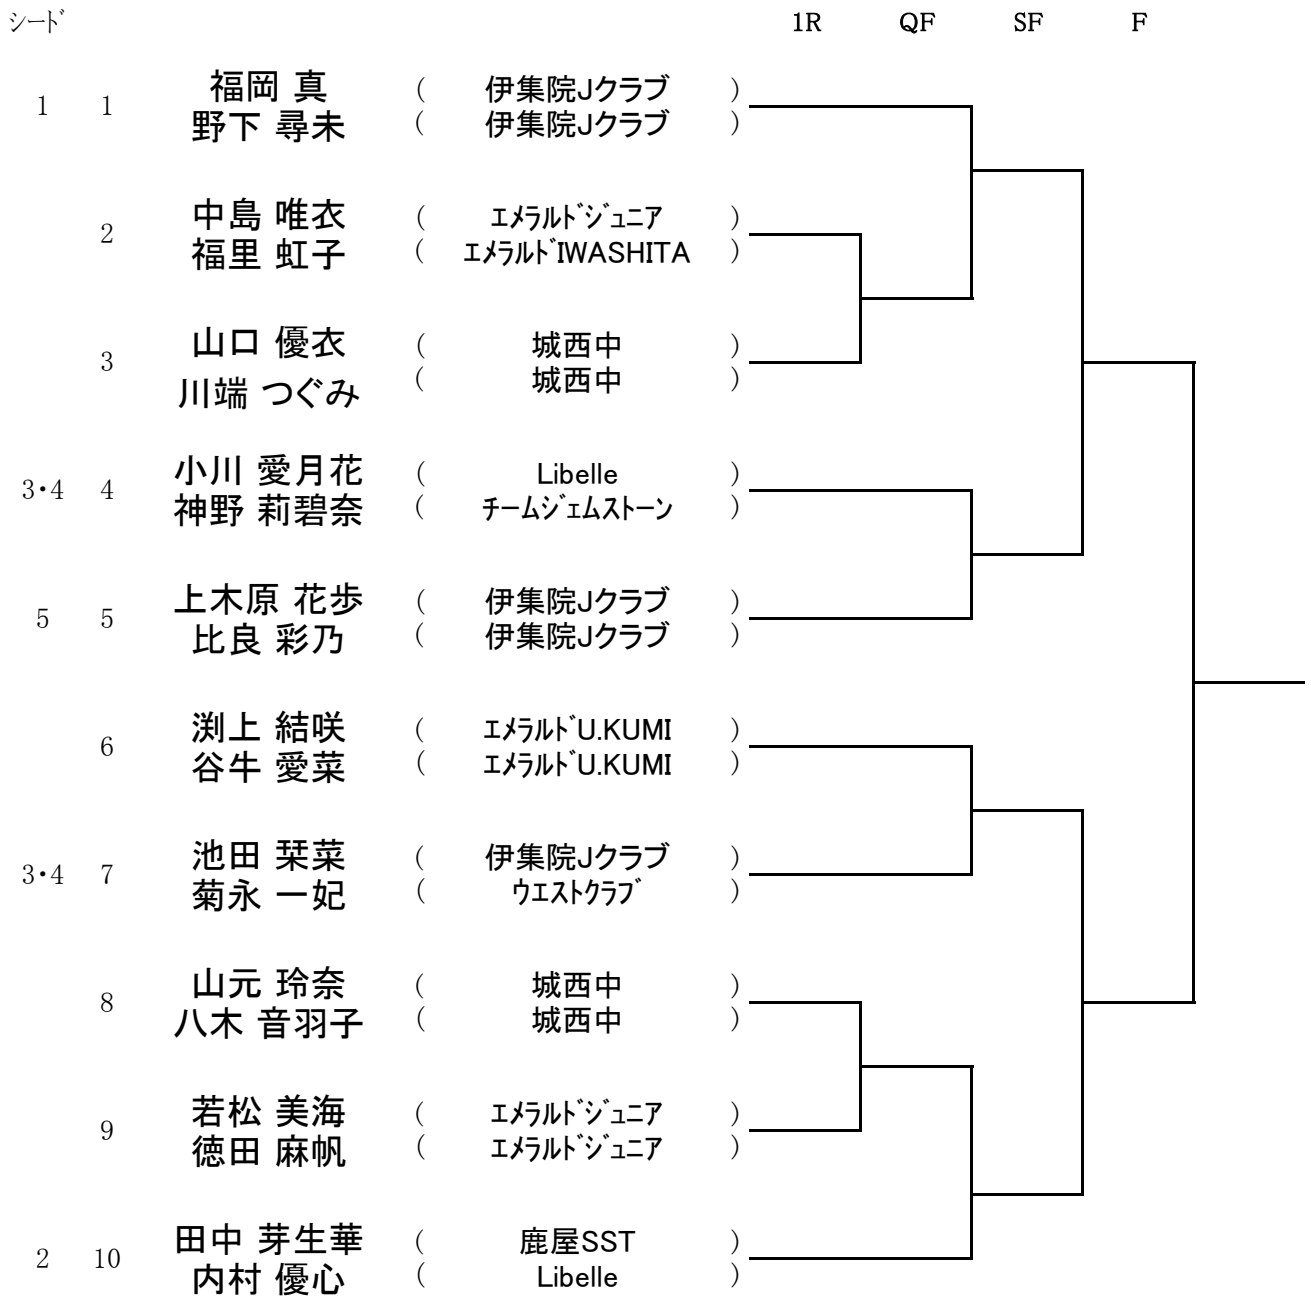 ｼｰﾄﾞ 1R QF SF F
福岡 真 ( 伊集院Jクラブ )
1 1
野下 尋未 ( 伊集院Jクラブ )
中島 唯衣 ( ｴﾒﾗﾙﾄﾞｼﾞｭﾆｱ )
2
福里 虹子 ( ｴﾒﾗﾙﾄﾞIWASHITA )
山口 優衣 ( 城西中 )
3
川端 つぐみ ( 城西中 )
小川 愛月花 ( Libelle )
3・4 4
神野 莉碧奈 ( ﾁｰﾑｼﾞｪﾑｽﾄｰﾝ )
上木原 花歩 ( 伊集院Jクラブ )
5 5
比良 彩乃 ( 伊集院Jクラブ )
渕上 結咲 ( ｴﾒﾗﾙﾄﾞU.KUMI )
6
谷牛 愛菜 ( ｴﾒﾗﾙﾄﾞU.KUMI )
池田 栞菜 ( 伊集院Jクラブ )
3・4 7
菊永 一妃 ( ｳｴｽﾄｸﾗﾌﾞ )
山元 玲奈 ( 城西中 )
8
八木 音羽子 ( 城西中 )
若松 美海 ( ｴﾒﾗﾙﾄﾞｼﾞｭﾆｱ )
9
徳田 麻帆 ( ｴﾒﾗﾙﾄﾞｼﾞｭﾆｱ )
田中 芽生華 ( 鹿屋SST )
2 10
内村 優心 ( Libelle )